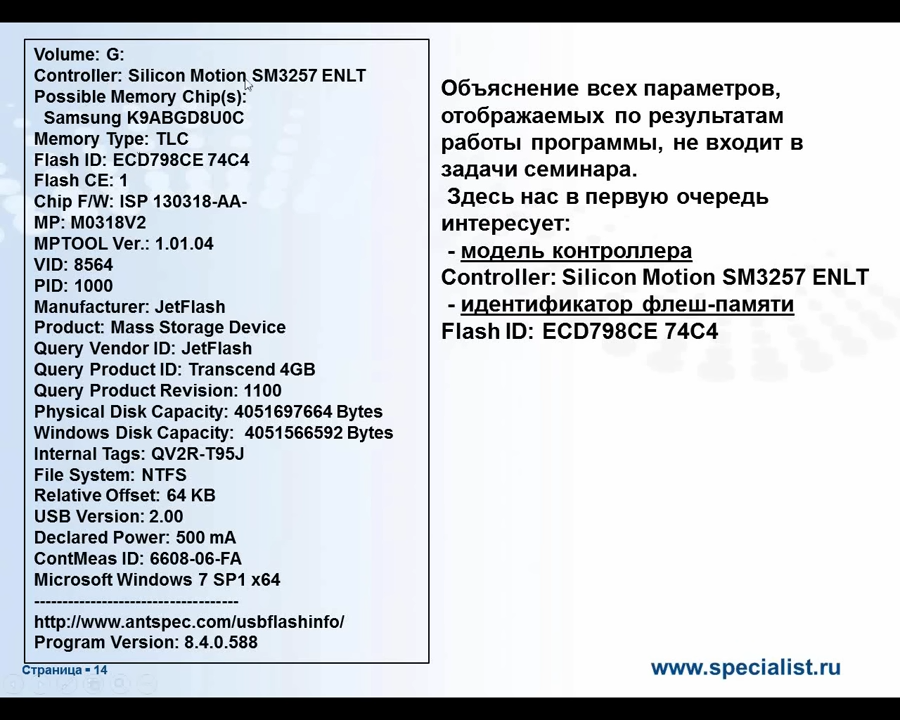 Volume: G:
Controller: Silicon Motion SM3257 ENLT
Possible Memory Chip(s):
Samsung K9ABGD8U0C
Memory Type: TLC
Flash ID: ECD798CE 74C4
Flash CE: 1
Chip F/W: ISP 130318-AA-
MP: M0318V2
MPTOOL Ver.: 1.01.04
VID: 8564
PID: 1000
Manufacturer: JetFlash
Product: Mass Storage Device
Query Vendor ID: JetFlash
Query Product ID: Transcend 4GB
Query Product Revision: 1100
Physical Disk Capacity: 4051697664 Bytes
Windows Disk Capacity: 4051566592 Bytes
Internal Tags: QV2R-T95J
File System: NTFS
Relative Offset: 64 KB
USB Version: 2.00
Declared Power: 500 mA
ContMeas ID: 6608-06-FA
Microsoft Windows 7 SP1 x64
------------------------------------
http://www.antspec.com/usbflashinfo/
Program Version: 8.4.0.588
Объяснение всех параметров,
отображаемых по результатам
работы программы, не входит в
задачи семинара.
Здесь нас в первую очередь
интересует:
- модель контроллера
Controller: Silicon Motion SM3257 ENLT
- идентификатор флеш-памяти
Flash ID: ECD798CE 74C4
Страница ▪ 14
www.specialist.ru